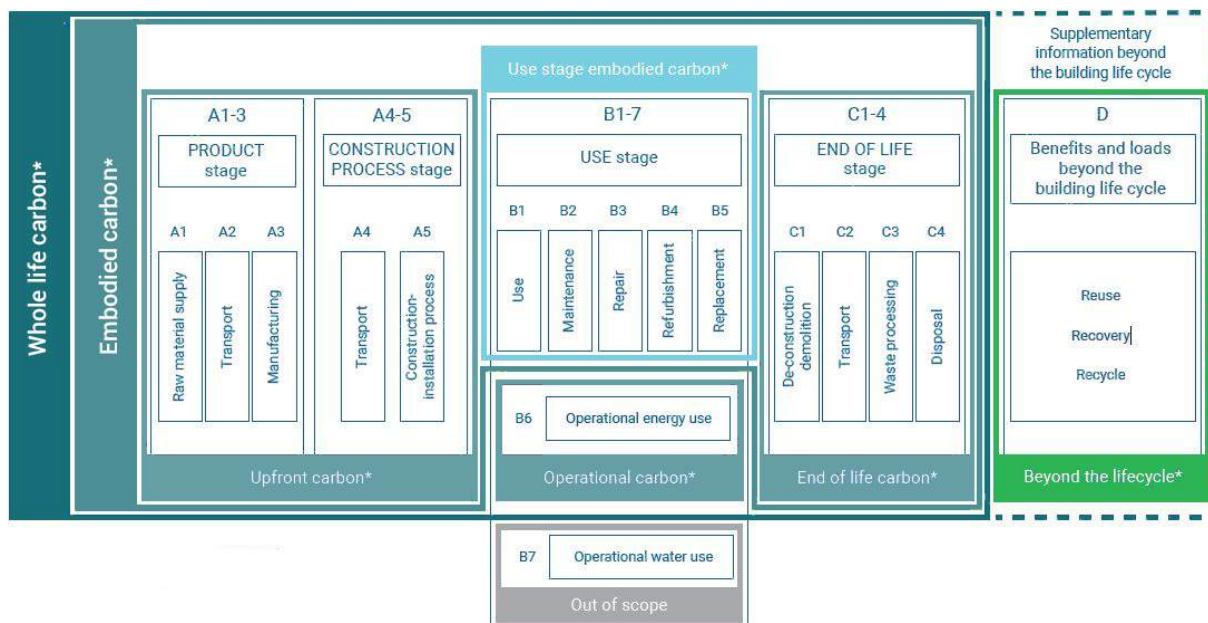 Whole life carbon*
Embodied carbon*
Use stage embodied carbon*
Supplementary
information beyond
the building life cycle
A1-3
PRODUCT
stage
A4-5
CONSTRUCTION
PROCESS stage
B1-7
USE stage
C1-4
END OF LIFE
stage
D
Benefits and loads
beyond the
building life cycle
A1
A2
A3
Raw material supply
Transport
Manufacturing
A4
A5
Transport
Construction-
installation process
B1
B2
B3
B4
B5
Use
Maintenance
Repair
Refurbishment
Replacement
C1
C2
C3
C4
De-construction
demolition
Transport
Waste processing
Disposal
Reuse
Recovery
Recycle
B6
Operational energy use
Upfront carbon*
Operational carbon*
End of life carbon*
Beyond the lifecycle*
B7
Operational water use
Out of scope